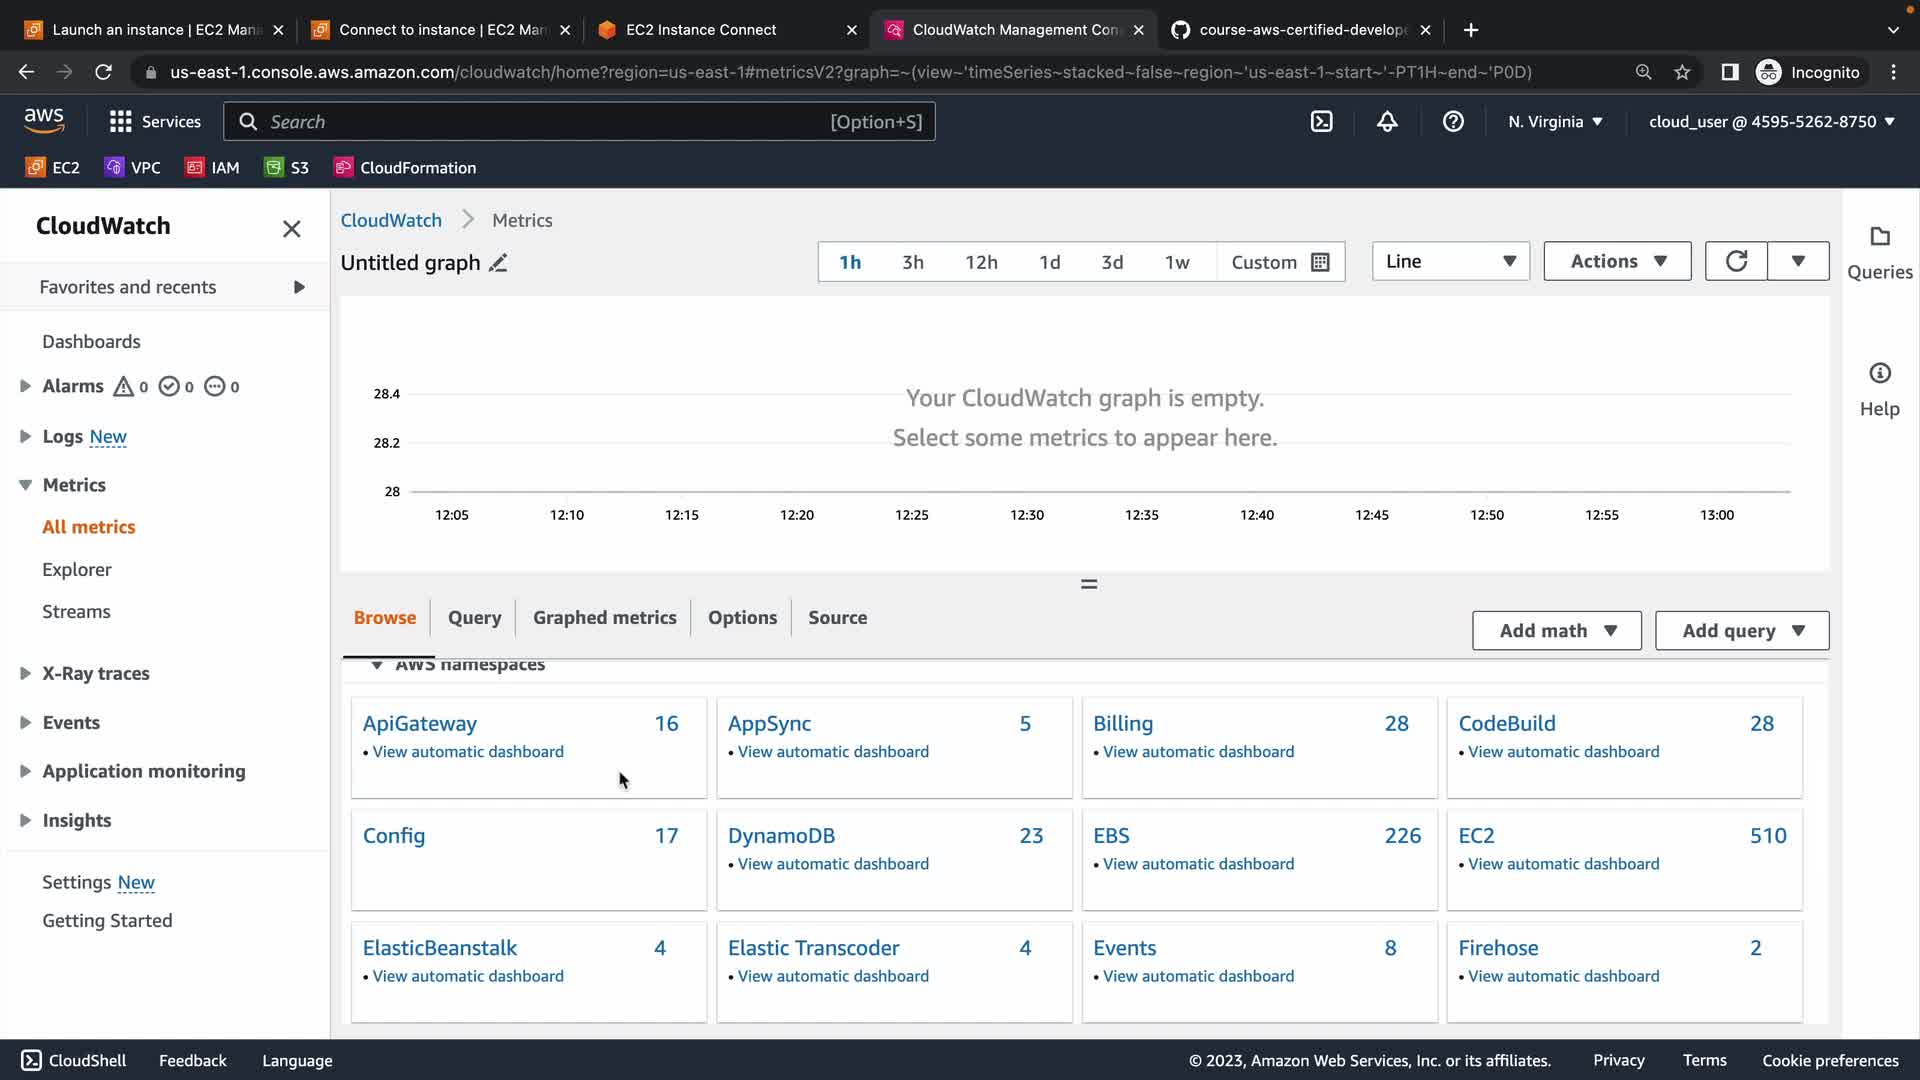 Launch an instance | EC2 Mana
Connect to instance | EC2 Man
EC2 Instance Connect
CloudWatch Management Con
course-aws-certified-develope
us-east-1.console.aws.amazon.com/cloudwatch/home?region=us-east-1#metricsV2?graph=~(view~'timeSeries~stacked~false~region~'us-east-1~start~'-PT1H~end~'P0D)
Incognito
aws
Services
Search
[Option+S]
N. Virginia
cloud_user @ 4595-5262-8750
EC2
VPC
IAM
S3
CloudFormation
CloudWatch
Favorites and recents
Dashboards
Alarms 0 0 0
Logs New
Metrics
All metrics
Explorer
Streams
X-Ray traces
Events
Application monitoring
Insights
Settings New
Getting Started
CloudWatch
Metrics
Untitled graph
1h
3h
12h
1d
3d
1w
Custom
Line
Actions
Queries
Help
Your CloudWatch graph is empty.
Select some metrics to appear here.
28.4
28.2
28
12:05
12:10
12:15
12:20
12:25
12:30
12:35
12:40
12:45
12:50
12:55
13:00
Browse
Query
Graphed metrics
Options
Source
Add math
Add query
AWS namespaces
ApiGateway 16
• View automatic dashboard
AppSync 5
• View automatic dashboard
Billing 28
• View automatic dashboard
CodeBuild 28
• View automatic dashboard
Config 17
DynamoDB 23
• View automatic dashboard
EBS 226
• View automatic dashboard
EC2 510
• View automatic dashboard
ElasticBeanstalk 4
• View automatic dashboard
Elastic Transcoder 4
• View automatic dashboard
Events 8
• View automatic dashboard
Firehose 2
• View automatic dashboard
CloudShell
Feedback
Language
© 2023, Amazon Web Services, Inc. or its affiliates.
Privacy
Terms
Cookie preferences